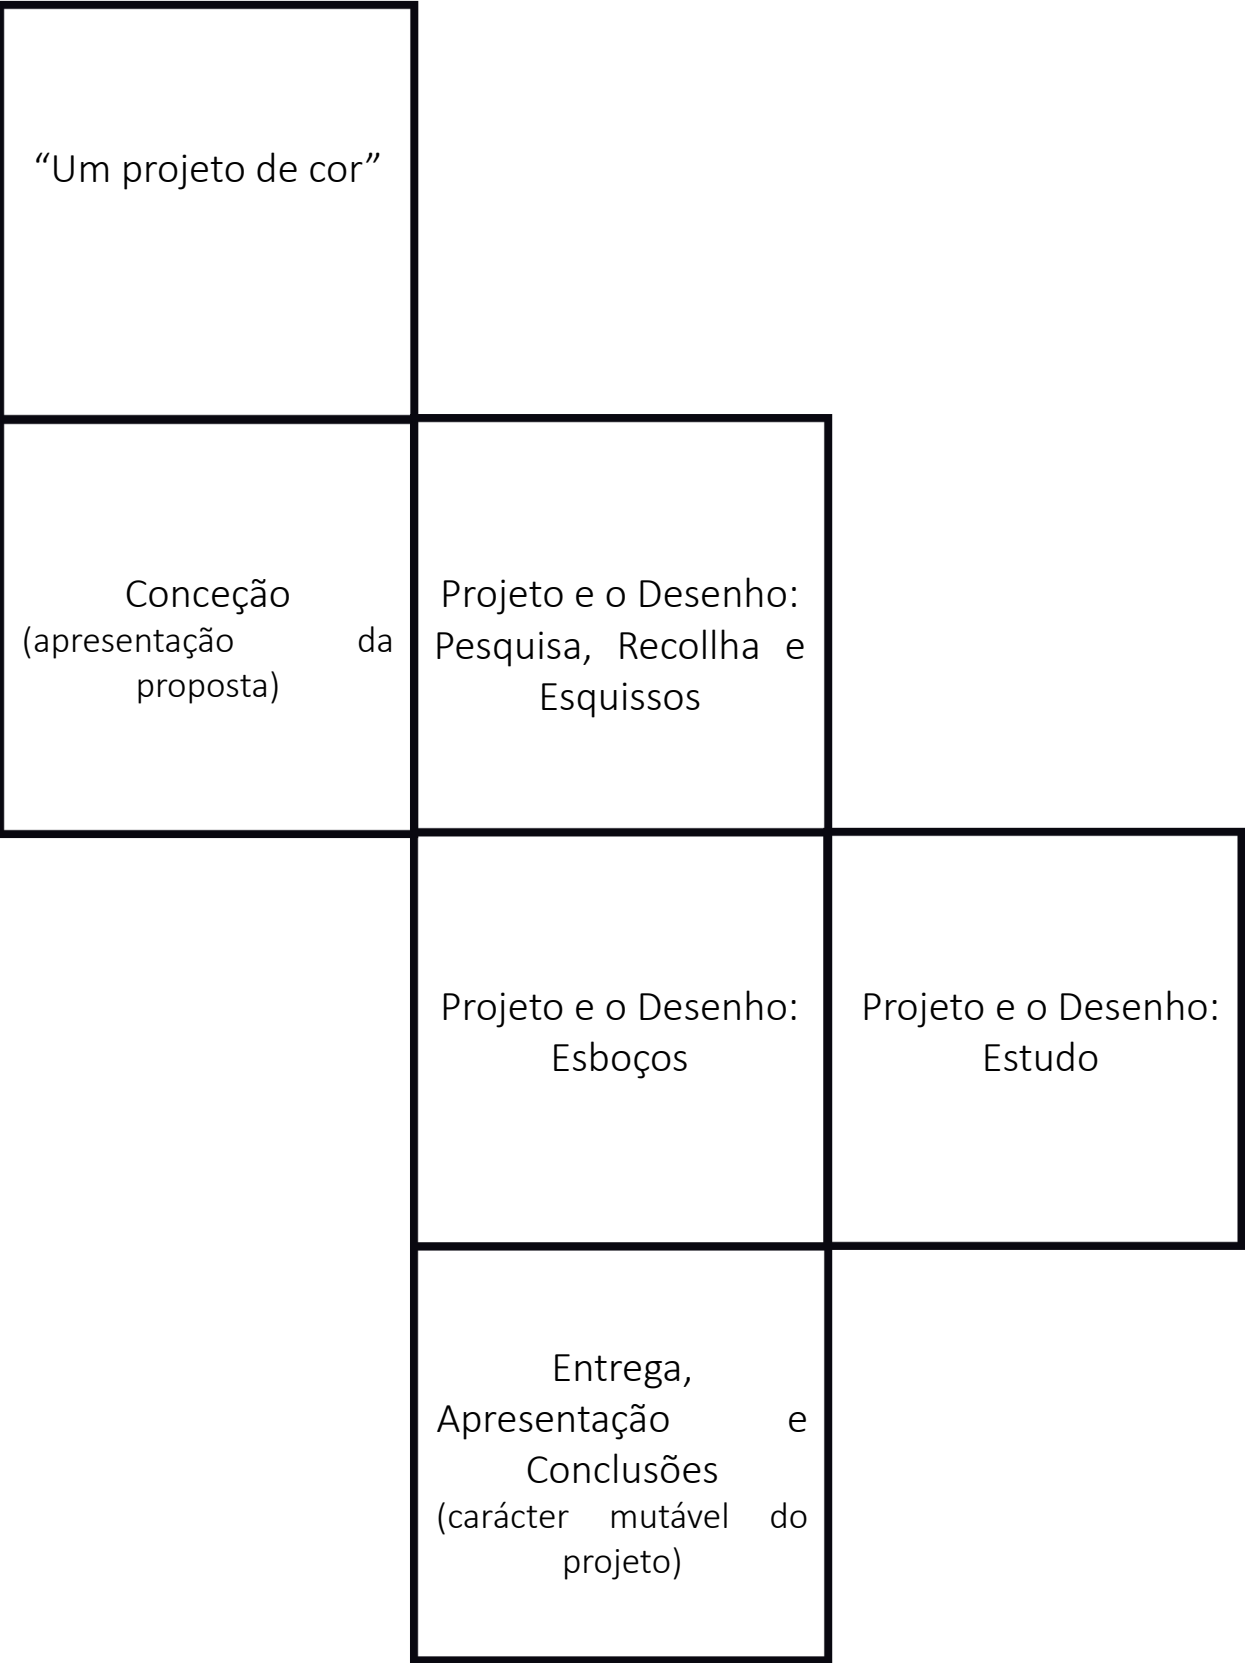 “Um projeto de cor”
Conceção
(apresentação da
proposta)
Projeto e o Desenho:
Pesquisa, Recollha e
Esquissos
Projeto e o Desenho:
Esboços
Projeto e o Desenho:
Estudo
Entrega,
Apresentação e
Conclusões
(carácter mutável do
projeto)